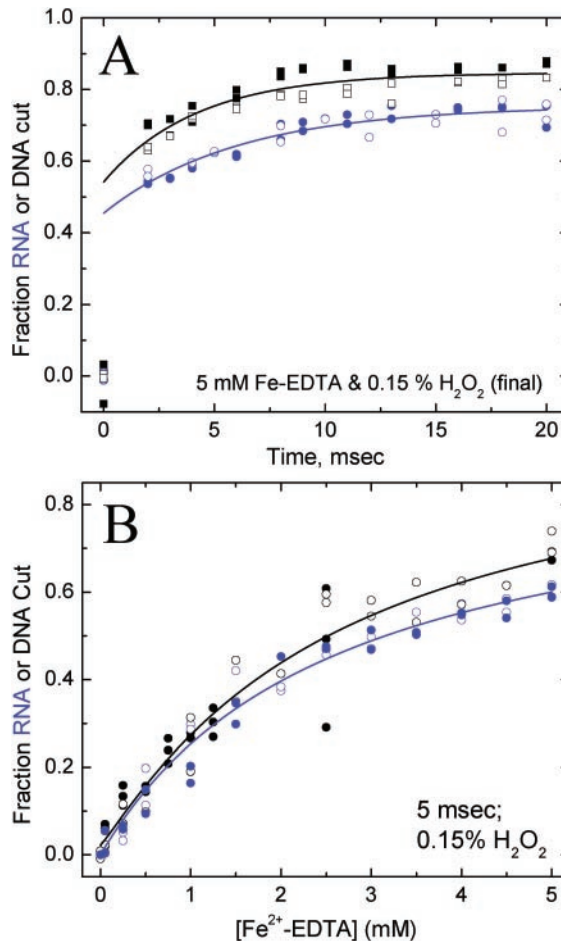 A
1.0
0.8
0.6
0.4
0.2
0.0
Fraction RNA or DNA cut
5 mM Fe-EDTA & 0.15 % H₂O₂ (final)
0 5 10 15 20
Time, msec
B
0.8
0.6
0.4
0.2
0.0
Fraction RNA or DNA Cut
5 msec;
0.15% H₂O₂
0 1 2 3 4 5
[Fe²⁺-EDTA] (mM)